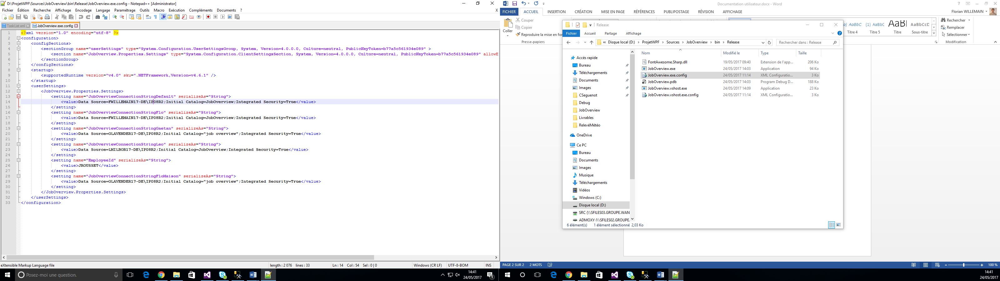 D:\ProjetWPF\Sources\JobOverview\bin\Release\JobOverview.exe.config - Notepad++ [Administrator]
Fichier Édition Recherche Affichage Encodage Langage Paramétrage Outils Macro Exécution Compléments Documents ?
X
TaskList.xml JobOverview.exe.config
1 <?xml version="1.0" encoding="utf-8" ?>
2 <configuration>
3 <configSections>
4 <sectionGroup name="userSettings" type="System.Configuration.UserSettingsGroup, System, Version=4.0.0.0, Culture=neutral, PublicKeyToken=b77a5c561934e089" >
5 <section name="JobOverview.Properties.Settings" type="System.Configuration.ClientSettingsSection, System, Version=4.0.0.0, Culture=neutral, PublicKeyToken=b77a5c561934e089" allowE
6 </sectionGroup>
7 </configSections>
8 <startup>
9 <supportedRuntime version="v4.0" sku=".NETFramework,Version=v4.6.1" />
10 </startup>
11 <userSettings>
12 <JobOverview.Properties.Settings>
13 <setting name="JobOverviewConnectionStringDefault" serializeAs="String">
14 <value>Data Source=FWILLEMAIN17-DE\IP08R2;Initial Catalog=JobOverview;Integrated Security=True</value>
15 </setting>
16 <setting name="JobOverviewConnectionStringFlo" serializeAs="String">
17 <value>Data Source=FWILLEMAIN17-DE\IP08R2;Initial Catalog=JobOverview;Integrated Security=True</value>
18 </setting>
19 <setting name="JobOverviewConnectionStringGaetan" serializeAs="String">
20 <value>Data Source=GLAVENDER17-DE\IP08R2;Initial Catalog="job overview";Integrated Security=True</value>
21 </setting>
22 <setting name="JobOverviewConnectionStringLeo" serializeAs="String">
23 <value>Data Source=LMILBOR17-DE\IP08R2;Initial Catalog=JobOverview;Integrated Security=True</value>
24 </setting>
25 <setting name="EmployeeId" serializeAs="String">
26 <value>JROUSSET</value>
27 </setting>
28 <setting name="JobOverviewConnectionStringFloMaison" serializeAs="String">
29 <value>Data Source=GLAVENDER17-DE\IP08R2;Initial Catalog="job overview";Integrated Security=True</value>
30 </setting>
31 </JobOverview.Properties.Settings>
32 </userSettings>
33 </configuration>
eXtensible Markup Language file length : 2 076 lines : 33 Ln : 14 Col : 54 Sel : 0 | 0 Windows (CR LF) UTF-8-BOM INS
Posez-moi une question.
14:41
24/05/2017
1
Documentation utilisateur.docx - Word
FICHIER ACCUEIL INSERTION CRÉATION MISE EN PAGE RÉFÉRENCES PUBLIPOSTAGE RÉVISION AFFICHAGE Florian WILLEMAIN
Couper
Copier
Reproduire la mise en for
Coller
Presse-papiers
AaBbC (1) AaBbC AaBl AaBbCcD
Titre 4 Titre 5 Titre Sous-titre
Rechercher
Remplacer
Sélectionner
Modification
Release
Fichier Accueil Partage Affichage
« Disque local (D:) > ProjetWPF > Sources > JobOverview > bin > Release
Rechercher dans : Release
Nom Modifié le Type Taille
FontAwesome.Sharp.dll 19/05/2017 09:40 Extension de l'app... 206 Ko
JobOverview.exe 24/05/2017 14:03 Application 94 Ko
JobOverview.exe.config 24/05/2017 11:14 XML Configuratio... 3 Ko
JobOverview.pdb 24/05/2017 14:03 Program Debug D... 188 Ko
JobOverview.vshost.exe 24/05/2017 14:09 Application 23 Ko
JobOverview.vshost.exe.config 24/05/2017 11:14 XML Configuratio... 3 Ko
Accès rapide
Bureau
Téléchargements
Documents
Images
CSeguenot
Debug
JobOverview
Livrables
RelevéMétéo
OneDrive
Ce PC
Bureau
Documents
Images
Musique
Téléchargements
Vidéos
Windows (C:)
Disque local (D:)
SRC (\\SFILES03.GROUPE.WAN
ADMOXY (\\SFILES02.GROUPE.
6 élément(s) 1 élément sélectionné 2,03 Ko
PAGE 2 SUR 2 2 MOTS 100 %
14:41
24/05/2017